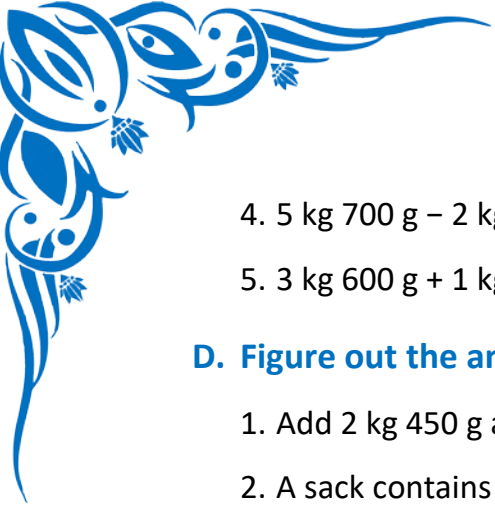 4. 5 kg 700 g − 2
5. 3 kg 600 g + 1
D. Figure out the
1. Add 2 kg 450 g
2. A sack contains